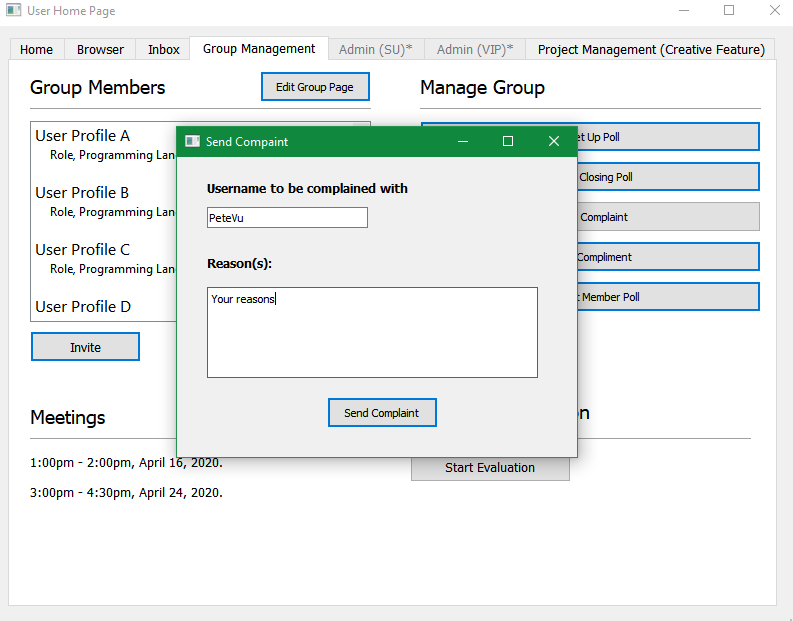 User Home Page
Home Browser Inbox Group Management Admin (SU)* Admin (VIP)* Project Management (Creative Feature)
Group Members
Edit Group Page
Manage Group
User Profile A
Role, Programming Lan
User Profile B
Role, Programming Lan
User Profile C
Role, Programming Lan
User Profile D
Invite
Up Poll
Closing Poll
Complaint
Compliment
Member Poll
Send Compaint
Username to be complained with
PeteVu
Reason(s):
Your reasons
Send Complaint
Meetings
1:00pm - 2:00pm, April 16, 2020.
3:00pm - 4:30pm, April 24, 2020.
Start Evaluation